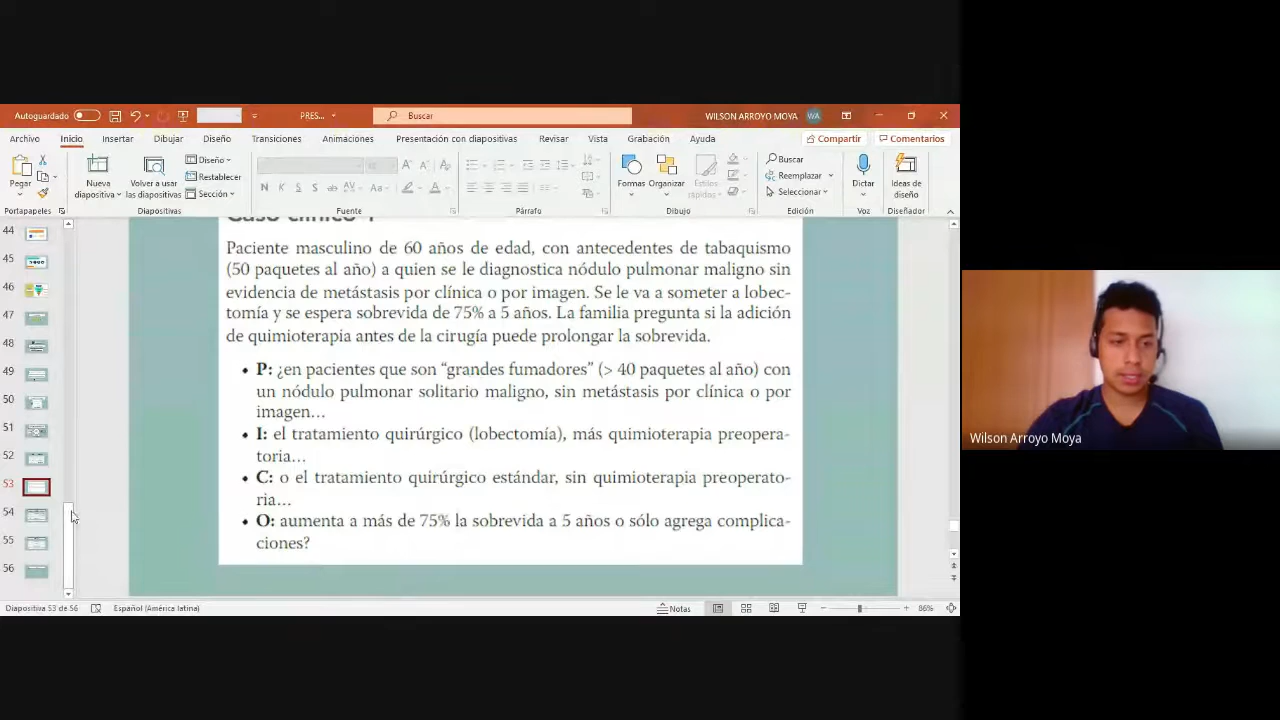 Autoguardado
PRES...
Buscar
WILSON ARROYO MOYA
WA
Archivo Inicio Insertar Dibujar Diseño Transiciones Animaciones Presentación con diapositivas Revisar Vista Grabación Ayuda Compartir Comentarios
Pegar
Nueva diapositiva
Volver a usar las diapositivas
Diseño
Restablecer
Sección
N K S S ab AV Aa A
Formas
Organizar
Estilos rápidos
Buscar
Reemplazar
Seleccionar
Dictar
Ideas de diseño
Portapapeles Diapositivas Fuente Párrafo Dibujo Edición Voz Diseñador
44
45
46
47
48
49
50
51
52
53
54
55
56
Paciente masculino de 60 años de edad, con antecedentes de tabaquismo
(50 paquetes al año) a quien se le diagnostica nódulo pulmonar maligno sin
evidencia de metástasis por clínica o por imagen. Se le va a someter a lobec-
tomía y se espera sobrevida de 75% a 5 años. La familia pregunta si la adición
de quimioterapia antes de la cirugía puede prolongar la sobrevida.
• P: ¿en pacientes que son “grandes fumadores” (> 40 paquetes al año) con
un nódulo pulmonar solitario maligno, sin metástasis por clínica o por
imagen...
• I: el tratamiento quirúrgico (lobectomía), más quimioterapia preopera-
toria...
• C: o el tratamiento quirúrgico estándar, sin quimioterapia preoperato-
ria...
• O: aumenta a más de 75% la sobrevida a 5 años o sólo agrega complica-
ciones?
Diapositiva 53 de 56
Español (América latina)
Notas
86%
Wilson Arroyo Moya